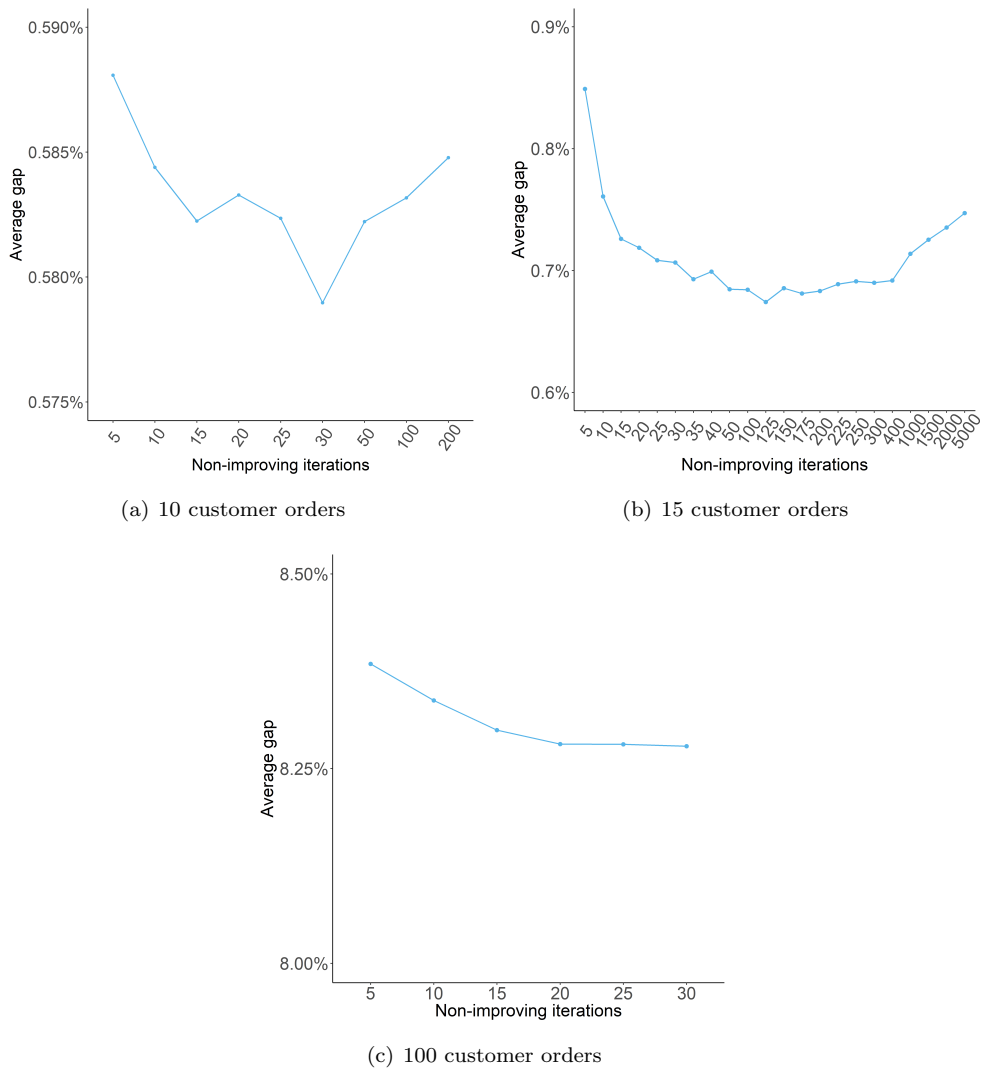 0.590%
0.585%
0.580%
0.575%
Average gap
5 10 15 20 25 30 50 100 200
Non-improving iterations
(a) 10 customer orders
0.9%
0.8%
0.7%
0.6%
Average gap
5 10 15 20 25 30 35 40 50 100 125 150 175 200 225 250 300 400 1000 1500 2000 5000
Non-improving iterations
(b) 15 customer orders
8.50%
8.25%
8.00%
Average gap
5 10 15 20 25 30
Non-improving iterations
(c) 100 customer orders